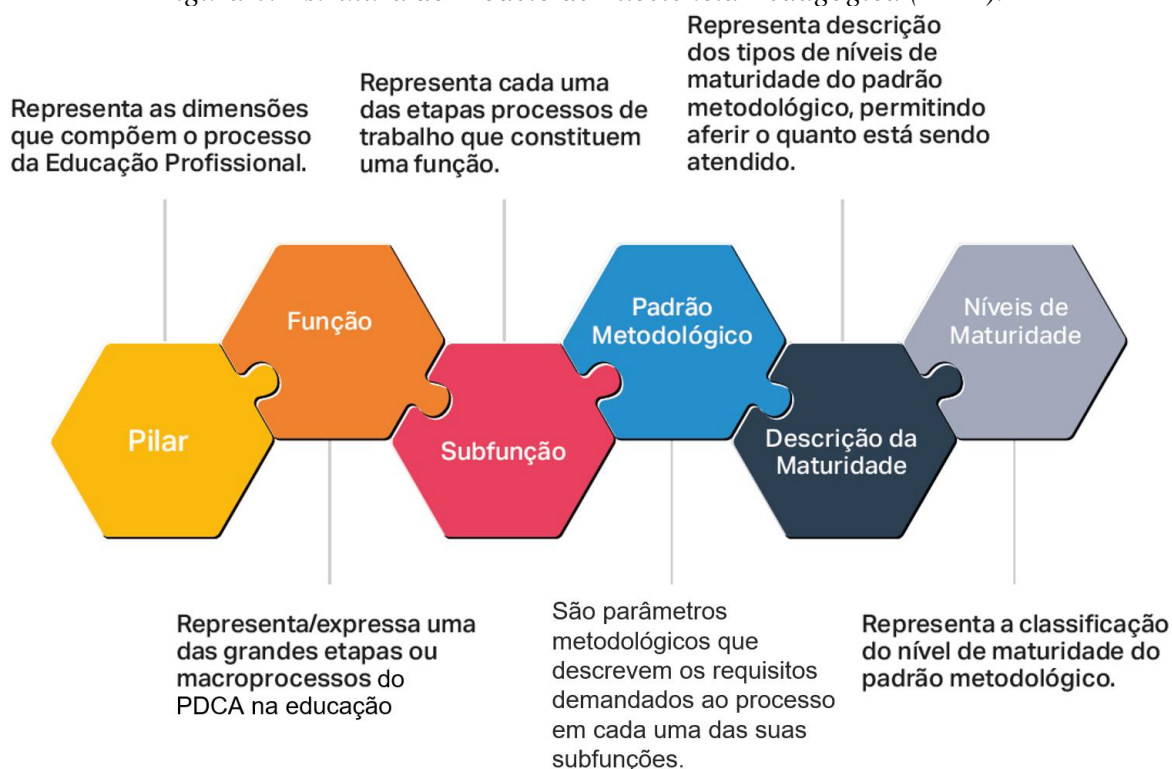 Representa as dimensões
que compõem o processo
da Educação Profissional.
Representa cada uma
das etapas processos de
trabalho que constituem
uma função.
Representa descrição
dos tipos de níveis de
maturidade do padrão
metodológico, permitindo
aferir o quanto está sendo
atendido.
Pilar
Função
Subfunção
Padrão
Metodológico
Descrição da
Maturidade
Níveis de
Maturidade
Representa/expressa uma
das grandes etapas ou
macroprocessos do
PDCA na educação
São parâmetros
metodológicos que
descrevem os requisitos
demandados ao processo
em cada uma das suas
subfunções.
Representa a classificação
do nível de maturidade do
padrão metodológico.